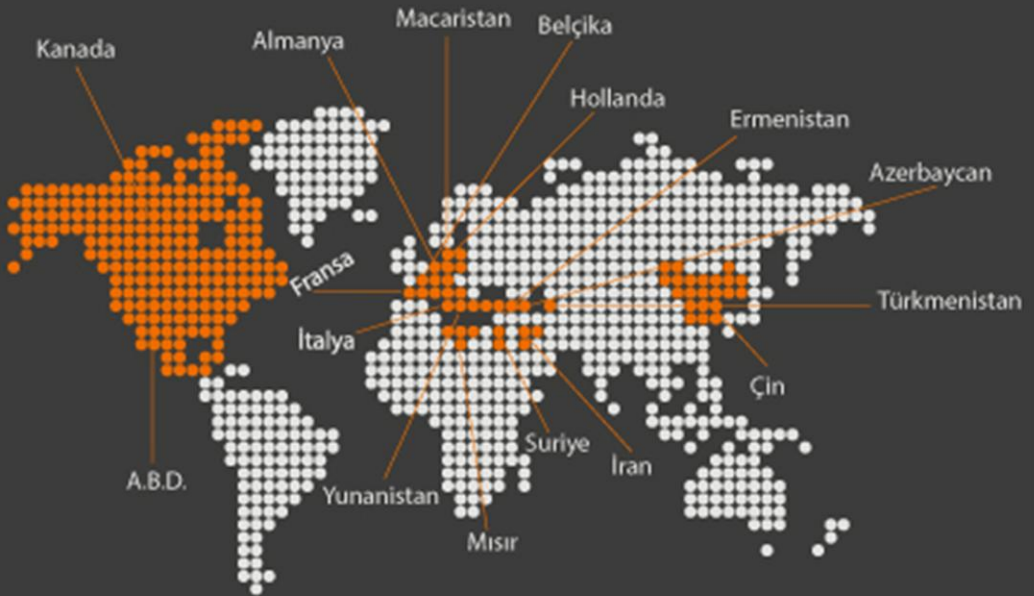 Macaristan
Belçika
Almanya
Kanada
Hollanda
Ermenistan
Azerbaycan
Fransa
Türkmenistan
İtalya
Çin
Suriye
İran
A.B.D.
Yunanistan
Mısır